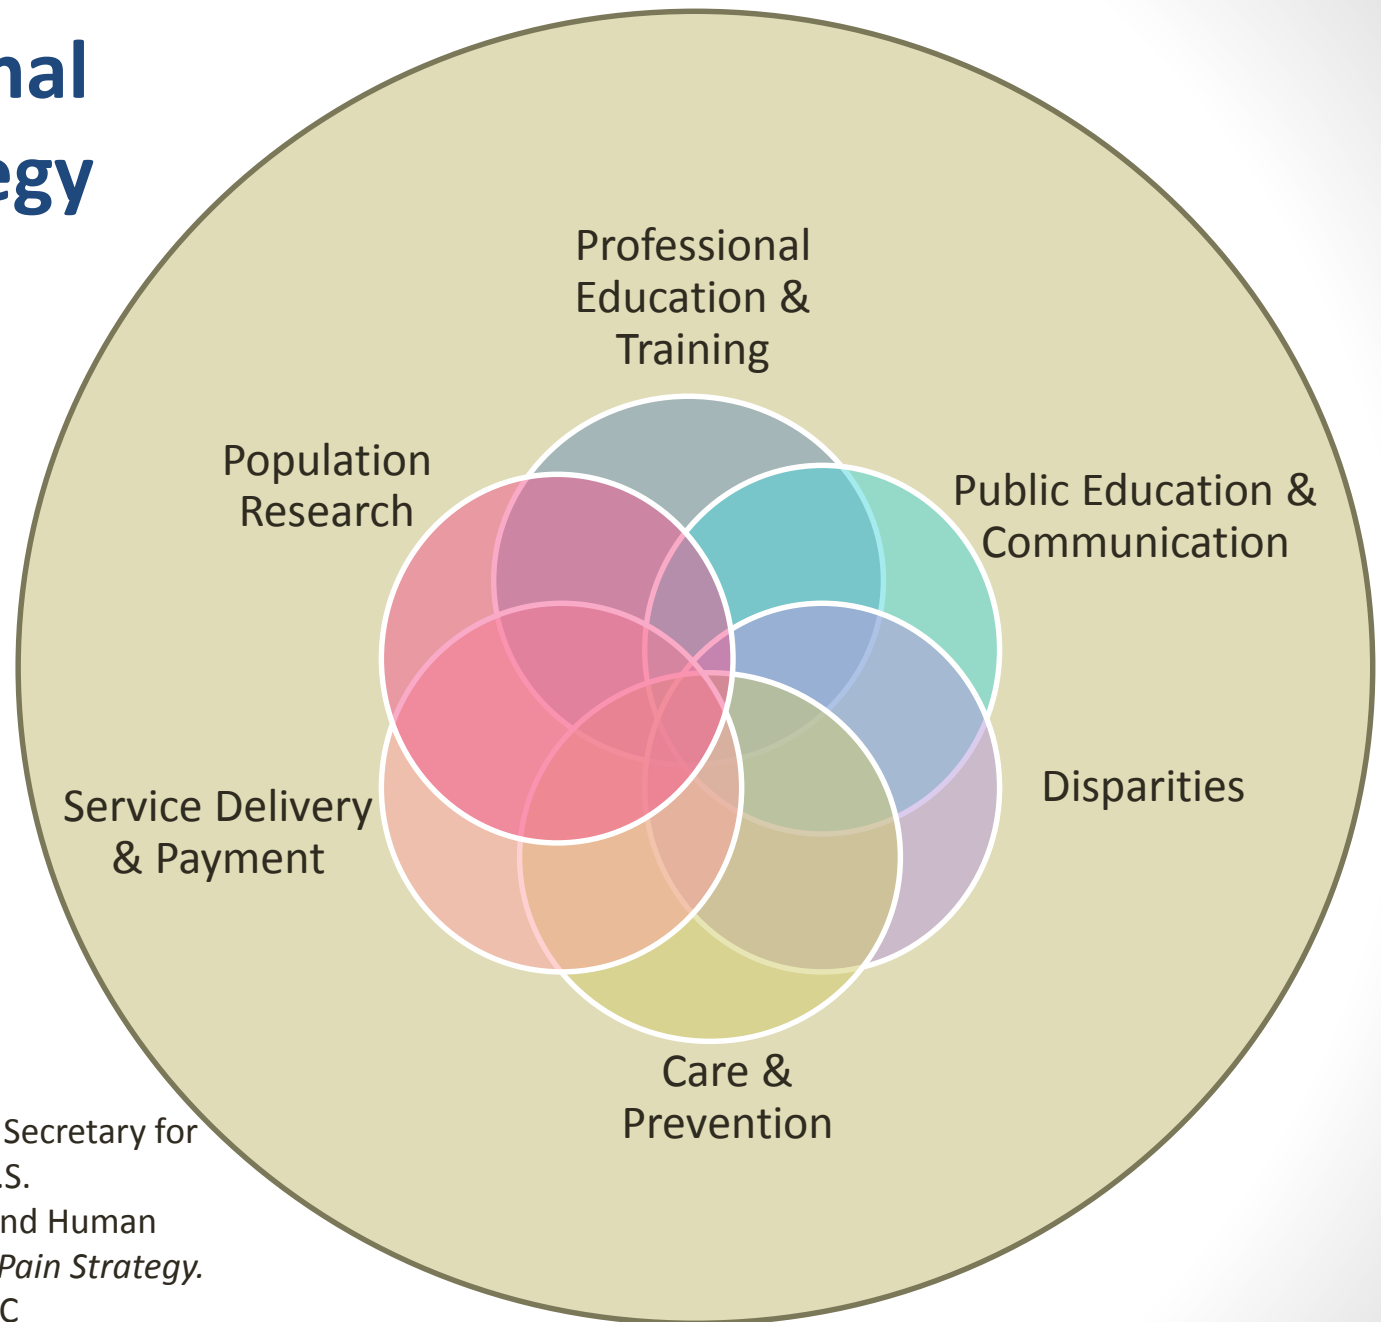 nal
egy
Professional
Education &
Training
Population
Research
Public Education &
Communication
Service Delivery
& Payment
Disparities
Care &
Prevention
Secretary for
.S.
nd Human
Pain Strategy.
C